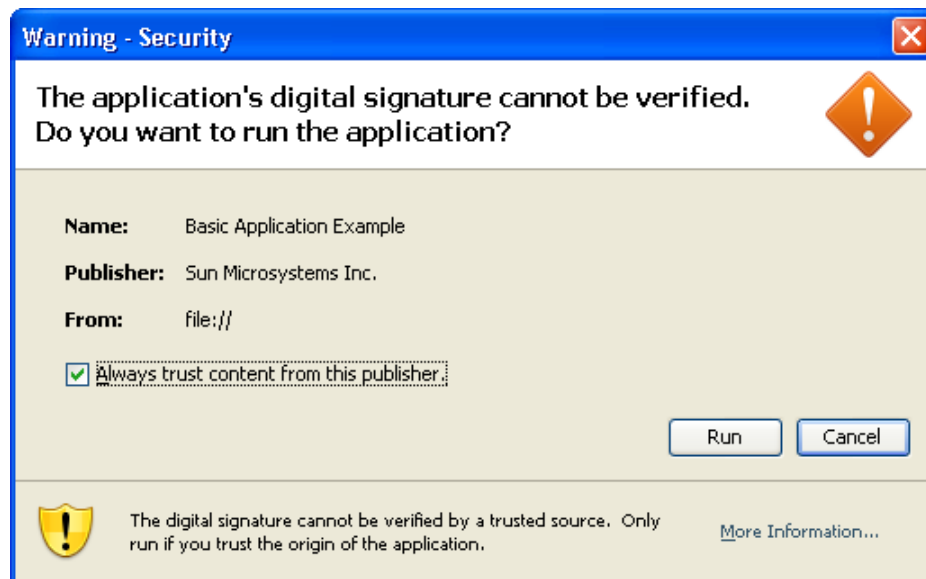 Warning - Security
The application's digital signature cannot be verified.
Do you want to run the application?
Name: Basic Application Example
Publisher: Sun Microsystems Inc.
From: file://
Always trust content from this publisher.
Run Cancel
The digital signature cannot be verified by a trusted source. Only
run if you trust the origin of the application.
More Information...